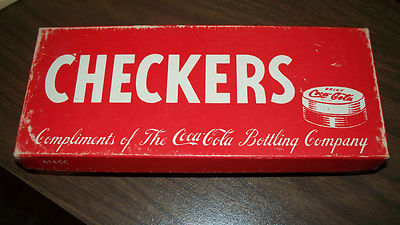 CHECKERS
DRINK
Coca-Cola
Compliments of The Coca-Cola Bottling Company